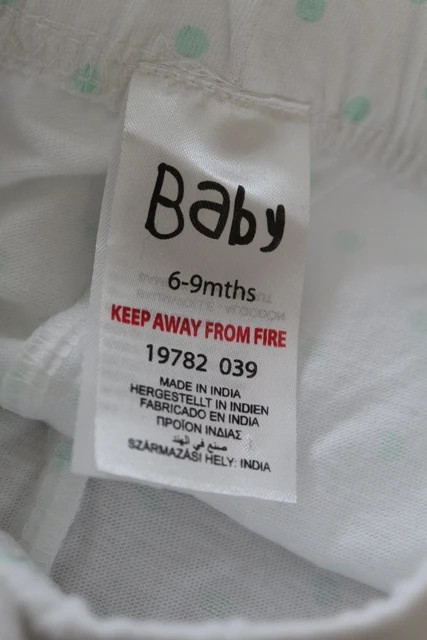 Baby
6-9mths
KEEP AWAY FROM FIRE
19782 039
MADE IN INDIA
HERGESTELLT IN INDIEN
FABRICADO EN INDIA
ΠΡΟΪΟΝ ΙΝΔΙΑΣ
صنع في الهند
SZÁRMAZÁSI HELY: INDIA